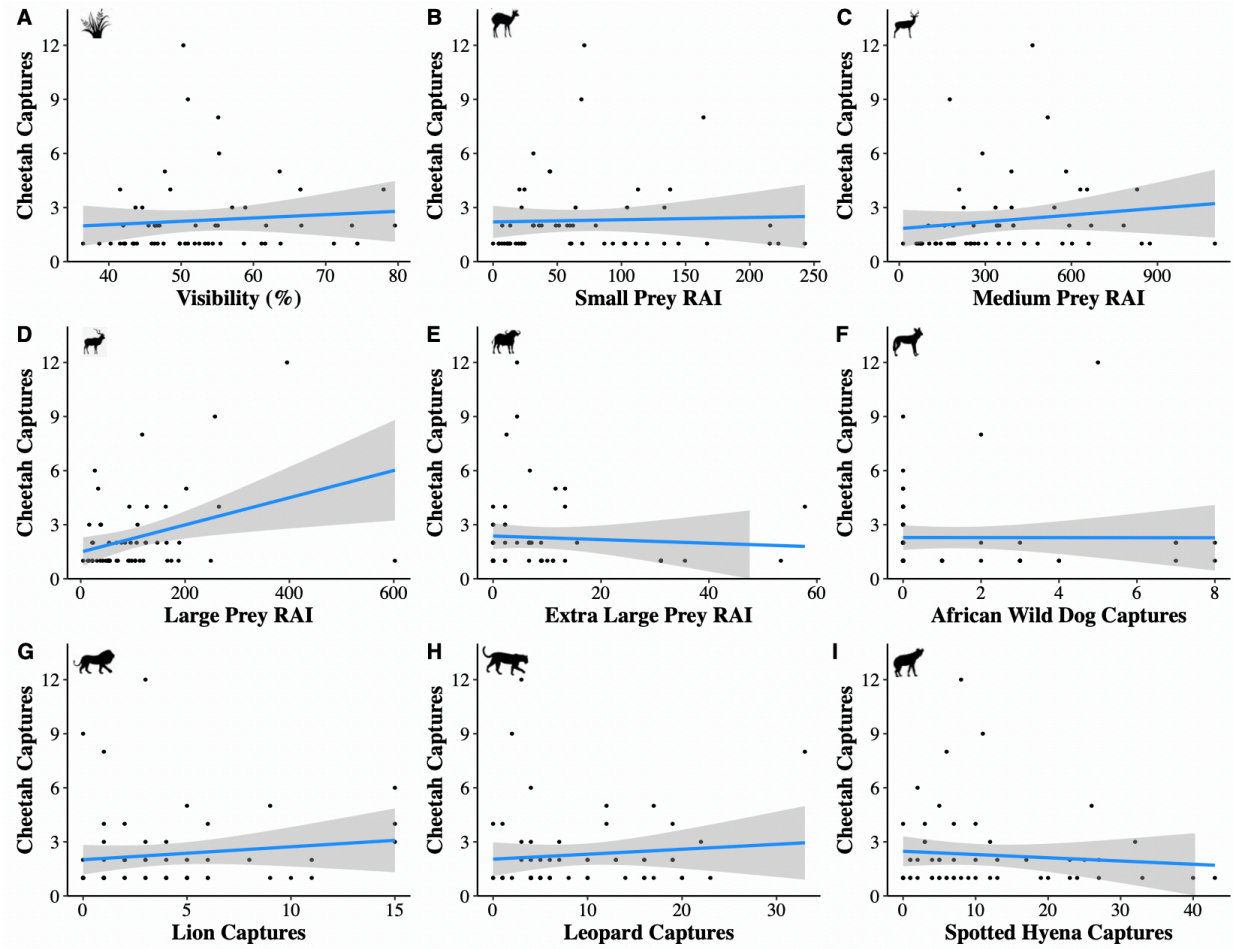 A
Cheetah Captures
12
9
6
3
0
40 50 60 70 80
Visibility (%)
B
Cheetah Captures
12
9
6
3
0
0 50 100 150 200 250
Small Prey RAI
C
Cheetah Captures
12
9
6
3
0
0 300 600 900
Medium Prey RAI
D
Cheetah Captures
12
9
6
3
0
0 200 400 600
Large Prey RAI
E
Cheetah Captures
12
9
6
3
0
0 20 40 60
Extra Large Prey RAI
F
Cheetah Captures
12
9
6
3
0
0 2 4 6 8
African Wild Dog Captures
G
Cheetah Captures
12
9
6
3
0
0 5 10 15
Lion Captures
H
Cheetah Captures
12
9
6
3
0
0 10 20 30
Leopard Captures
I
Cheetah Captures
12
9
6
3
0
0 10 20 30 40
Spotted Hyena Captures